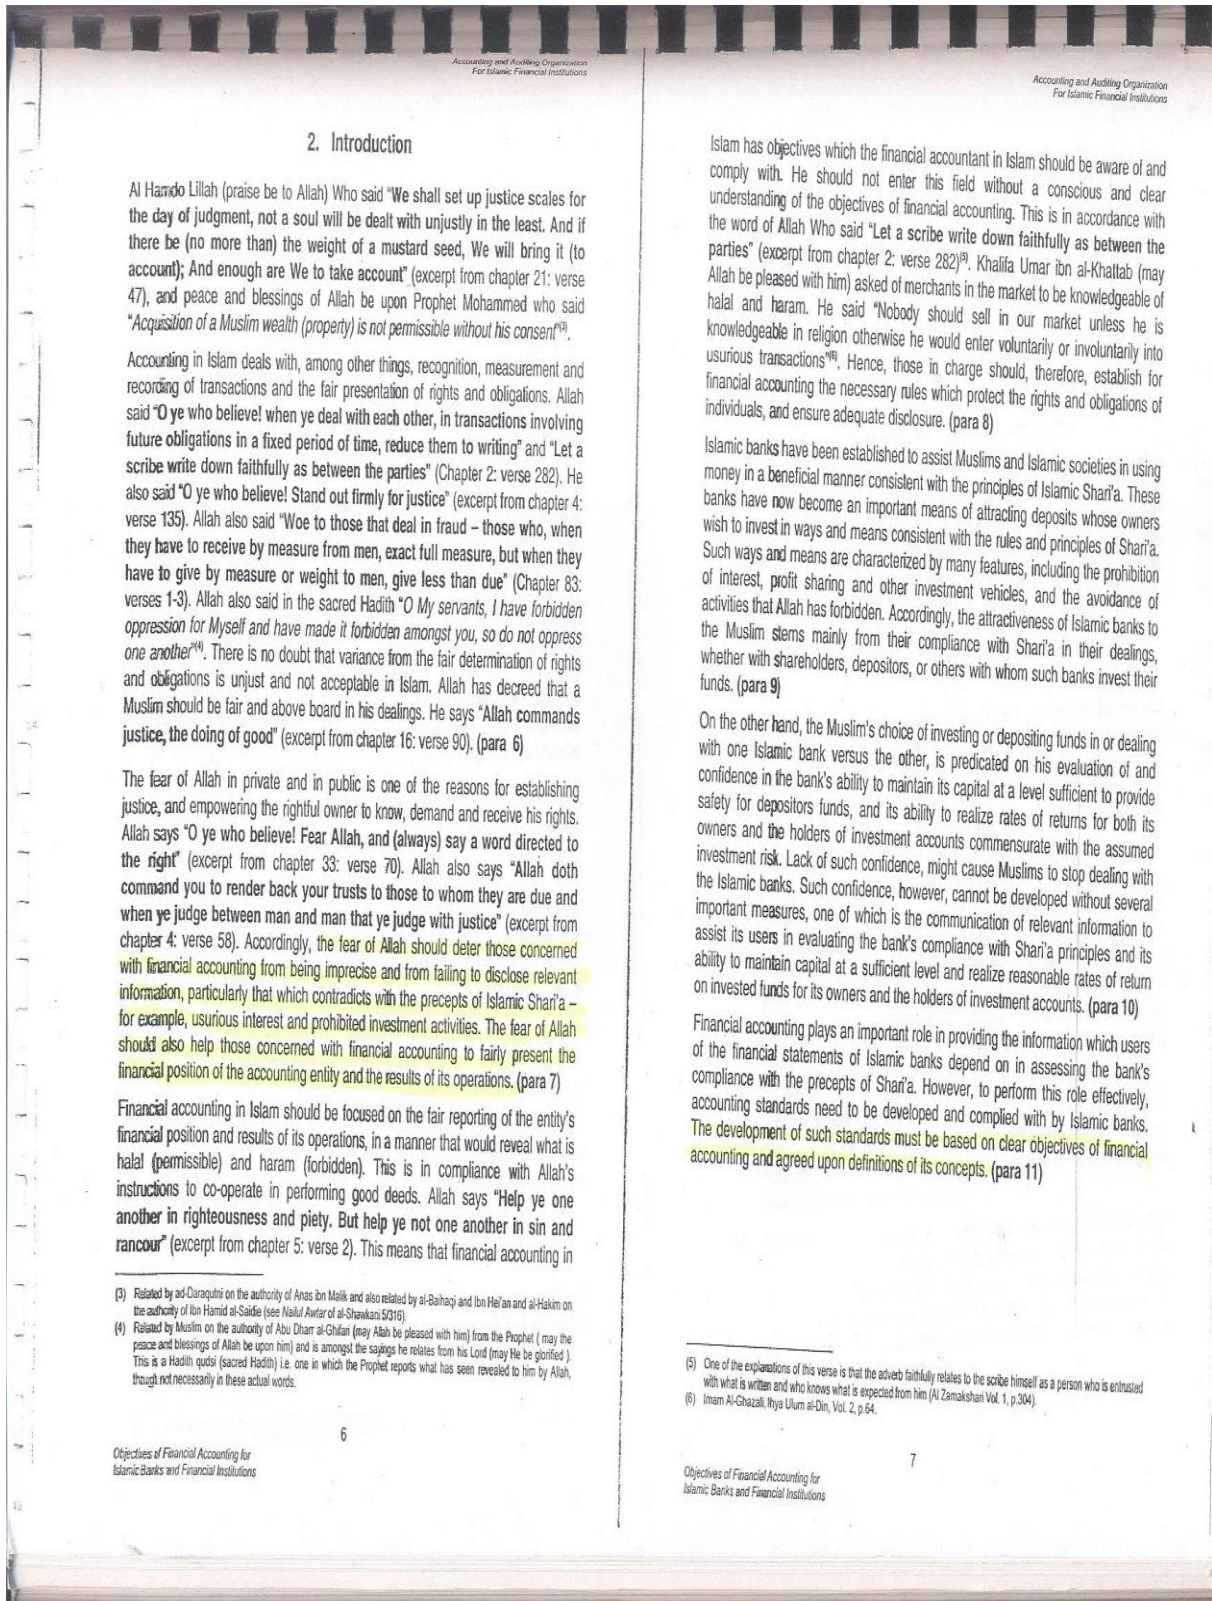 Accounting and Auditing Organization
For Islamic Financial Institutions
2. Introduction
Al Hamdo Lillah (praise be to Allah) Who said "We shall set up justice scales for
the day of judgment, not a soul will be dealt with unjustly in the least. And if
there be (no more than) the weight of a mustard seed, We will bring it (to
account); And enough are We to take account" (excerpt from chapter 21: verse
47), and peace and blessings of Allah be upon Prophet Mohammed who said
"Acquisition of a Muslim wealth (property) is not permissible without his consent"(3).
Accounting in Islam deals with, among other things, recognition, measurement and
recording of transactions and the fair presentation of rights and obligations. Allah
said "O ye who believe! when ye deal with each other, in transactions involving
future obligations in a fixed period of time, reduce them to writing" and "Let a
scribe write down faithfully as between the parties" (Chapter 2: verse 282). He
also said "O ye who believe! Stand out firmly for justice" (excerpt from chapter 4:
verse 135). Allah also said "Woe to those that deal in fraud – those who, when
they have to receive by measure from men, exact full measure, but when they
have to give by measure or weight to men, give less than due" (Chapter 83:
verses 1-3). Allah also said in the sacred Hadith "O My servants, I have forbidden
oppression for Myself and have made it forbidden amongst you, so do not oppress
one another"(4). There is no doubt that variance from the fair determination of rights
and obligations is unjust and not acceptable in Islam. Allah has decreed that a
Muslim should be fair and above board in his dealings. He says "Allah commands
justice, the doing of good" (excerpt from chapter 16: verse 90). (para 6)
The fear of Allah in private and in public is one of the reasons for establishing
justice, and empowering the rightful owner to know, demand and receive his rights.
Allah says "O ye who believe! Fear Allah, and (always) say a word directed to
the right" (excerpt from chapter 33: verse 70). Allah also says "Allah doth
command you to render back your trusts to those to whom they are due and
when ye judge between man and man that ye judge with justice" (excerpt from
chapter 4: verse 58). Accordingly, the fear of Allah should deter those concerned
with financial accounting from being imprecise and from failing to disclose relevant
information, particularly that which contradicts with the precepts of Islamic Shari'a –
for example, usurious interest and prohibited investment activities. The fear of Allah
should also help those concerned with financial accounting to fairly present the
financial position of the accounting entity and the results of its operations. (para 7)
Financial accounting in Islam should be focused on the fair reporting of the entity's
financial position and results of its operations, in a manner that would reveal what is
halal (permissible) and haram (forbidden). This is in compliance with Allah's
instructions to co-operate in performing good deeds. Allah says "Help ye one
another in righteousness and piety. But help ye not one another in sin and
rancour" (excerpt from chapter 5: verse 2). This means that financial accounting in
(3) Related by ad-Daraqutni on the authority of Anas ibn Malik and also related by al-Baihaqi and Ibn Hei'an and al-Hakim on
the authority of Ibn Hamid al-Saidie (see Nailul Awtar of al-Shawkani 5/316).
(4) Related by Muslim on the authority of Abu Dharr al-Ghifari (may Allah be pleased with him) from the Prophet ( may the
peace and blessings of Allah be upon him) and is amongst the sayings he relates from his Lord (may He be glorified ).
This is a Hadith qudsi (sacred Hadith) i.e. one in which the Prophet reports what has seen revealed to him by Allah,
though not necessarily in these actual words.
6
Objectives of Financial Accounting for
Islamic Banks and Financial Institutions
Accounting and Auditing Organization
For Islamic Financial Institutions
Islam has objectives which the financial accountant in Islam should be aware of and
comply with. He should not enter this field without a conscious and clear
understanding of the objectives of financial accounting. This is in accordance with
the word of Allah Who said "Let a scribe write down faithfully as between the
parties" (excerpt from chapter 2: verse 282)(5). Khalifa Umar ibn al-Khattab (may
Allah be pleased with him) asked of merchants in the market to be knowledgeable of
halal and haram. He said "Nobody should sell in our market unless he is
knowledgeable in religion otherwise he would enter voluntarily or involuntarily into
usurious transactions"(6). Hence, those in charge should, therefore, establish for
financial accounting the necessary rules which protect the rights and obligations of
individuals, and ensure adequate disclosure. (para 8)
Islamic banks have been established to assist Muslims and Islamic societies in using
money in a beneficial manner consistent with the principles of Islamic Shari'a. These
banks have now become an important means of attracting deposits whose owners
wish to invest in ways and means consistent with the rules and principles of Shari'a.
Such ways and means are characterized by many features, including the prohibition
of interest, profit sharing and other investment vehicles, and the avoidance of
activities that Allah has forbidden. Accordingly, the attractiveness of Islamic banks to
the Muslim stems mainly from their compliance with Shari'a in their dealings,
whether with shareholders, depositors, or others with whom such banks invest their
funds. (para 9)
On the other hand, the Muslim's choice of investing or depositing funds in or dealing
with one Islamic bank versus the other, is predicated on his evaluation of and
confidence in the bank's ability to maintain its capital at a level sufficient to provide
safety for depositors funds, and its ability to realize rates of returns for both its
owners and the holders of investment accounts commensurate with the assumed
investment risk. Lack of such confidence, might cause Muslims to stop dealing with
the Islamic banks. Such confidence, however, cannot be developed without several
important measures, one of which is the communication of relevant information to
assist its users in evaluating the bank's compliance with Shari'a principles and its
ability to maintain capital at a sufficient level and realize reasonable rates of return
on invested funds for its owners and the holders of investment accounts. (para 10)
Financial accounting plays an important role in providing the information which users
of the financial statements of Islamic banks depend on in assessing the bank's
compliance with the precepts of Shari'a. However, to perform this role effectively,
accounting standards need to be developed and complied with by Islamic banks.
The development of such standards must be based on clear objectives of financial
accounting and agreed upon definitions of its concepts. (para 11)
(5) One of the explanations of this verse is that the adverb faithfully relates to the scribe himself as a person who is entrusted
with what is written and who knows what is expected from him (Al Zamakshari Vol. 1, p.304).
(6) Imam Al-Ghazali, Ihya Ulum al-Din, Vol. 2, p.64.
7
Objectives of Financial Accounting for
Islamic Banks and Financial Institutions